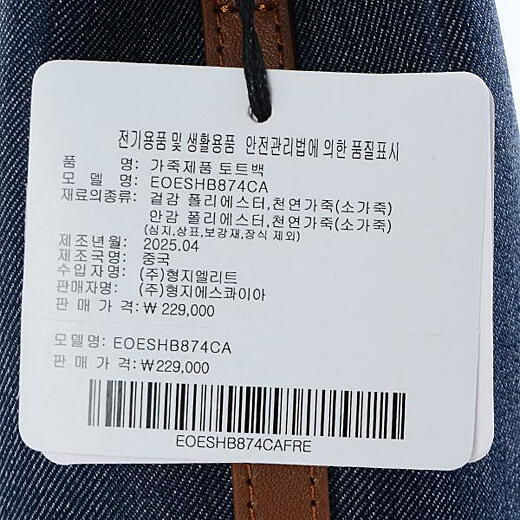 전기용품 및 생활용품 안전관리법에 의한 품질표시
품 명: 가죽제품 토트백
모 델 명: EOESHB874CA
재료의종류: 겉감 폴리에스터,천연가죽(소가죽)
안감 폴리에스터,천연가죽(소가죽)
(심지,상표,보강재,장식 제외)
제조년월: 2025.04
제조국명: 중국
수입자명: (주)형지엘리트
판매자명: (주)형지에스콰이아
판 매 가 격: ₩ 229,000
모델명: EOESHB874CA
판 매 가 격: ₩229,000
EOESHB874CAFRE